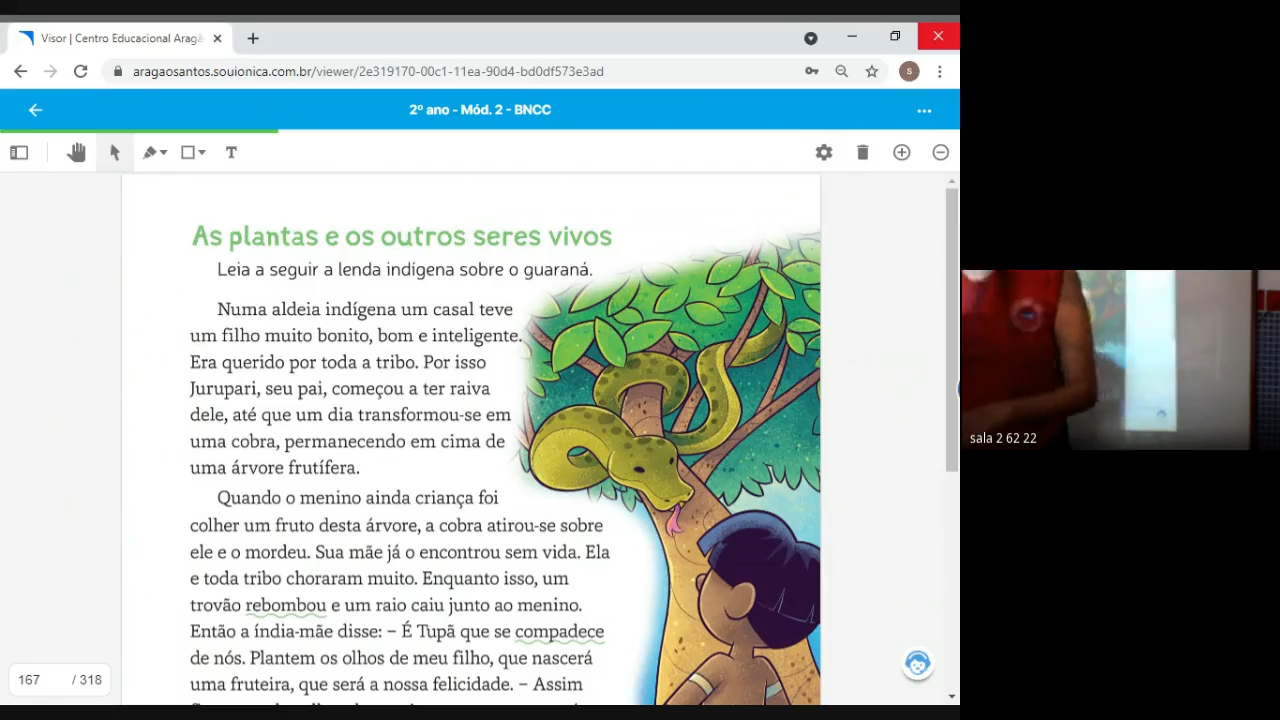 Visor | Centro Educacional Aragã
aragaosantos.souionica.com.br/viewer/2e319170-00c1-11ea-90d4-bd0df573e3ad
S
2º ano - Mód. 2 - BNCC
T
As plantas e os outros seres vivos
Leia a seguir a lenda indígena sobre o guaraná.
Numa aldeia indígena um casal teve
um filho muito bonito, bom e inteligente.
Era querido por toda a tribo. Por isso
Jurupari, seu pai, começou a ter raiva
dele, até que um dia transformou-se em
uma cobra, permanecendo em cima de
uma árvore frutífera.
Quando o menino ainda criança foi
colher um fruto desta árvore, a cobra atirou-se sobre
ele e o mordeu. Sua mãe já o encontrou sem vida. Ela
e toda tribo choraram muito. Enquanto isso, um
trovão rebombou e um raio caiu junto ao menino.
Então a índia-mãe disse: – É Tupã que se compadece
de nós. Plantem os olhos de meu filho, que nascerá
uma fruteira, que será a nossa felicidade. – Assim
167 / 318
sala 2 62 22